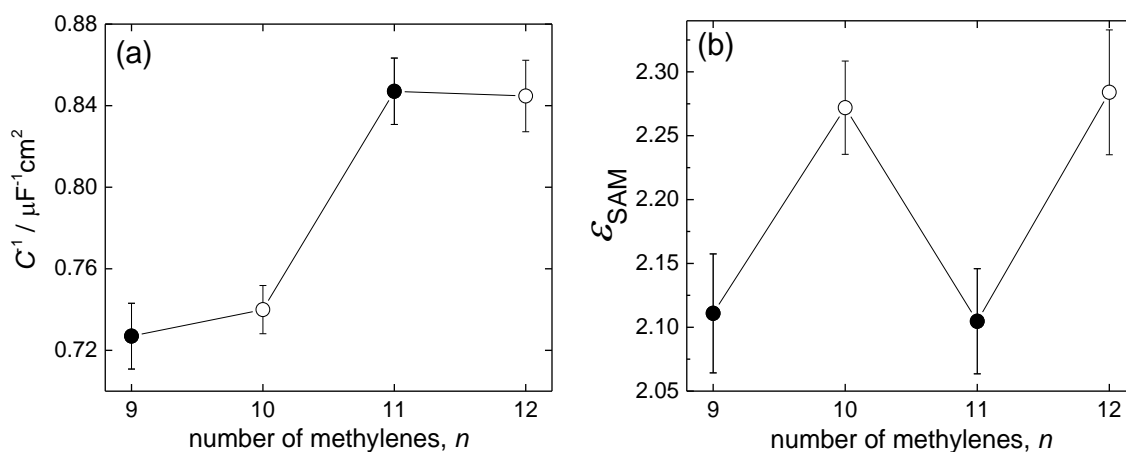 (a)
0.88
0.84
0.80
0.76
0.72
C⁻¹ / μF⁻¹cm²
9 10 11 12
number of methylenes, n
(b)
2.30
2.25
2.20
2.15
2.10
2.05
ε_SAM
9 10 11 12
number of methylenes, n